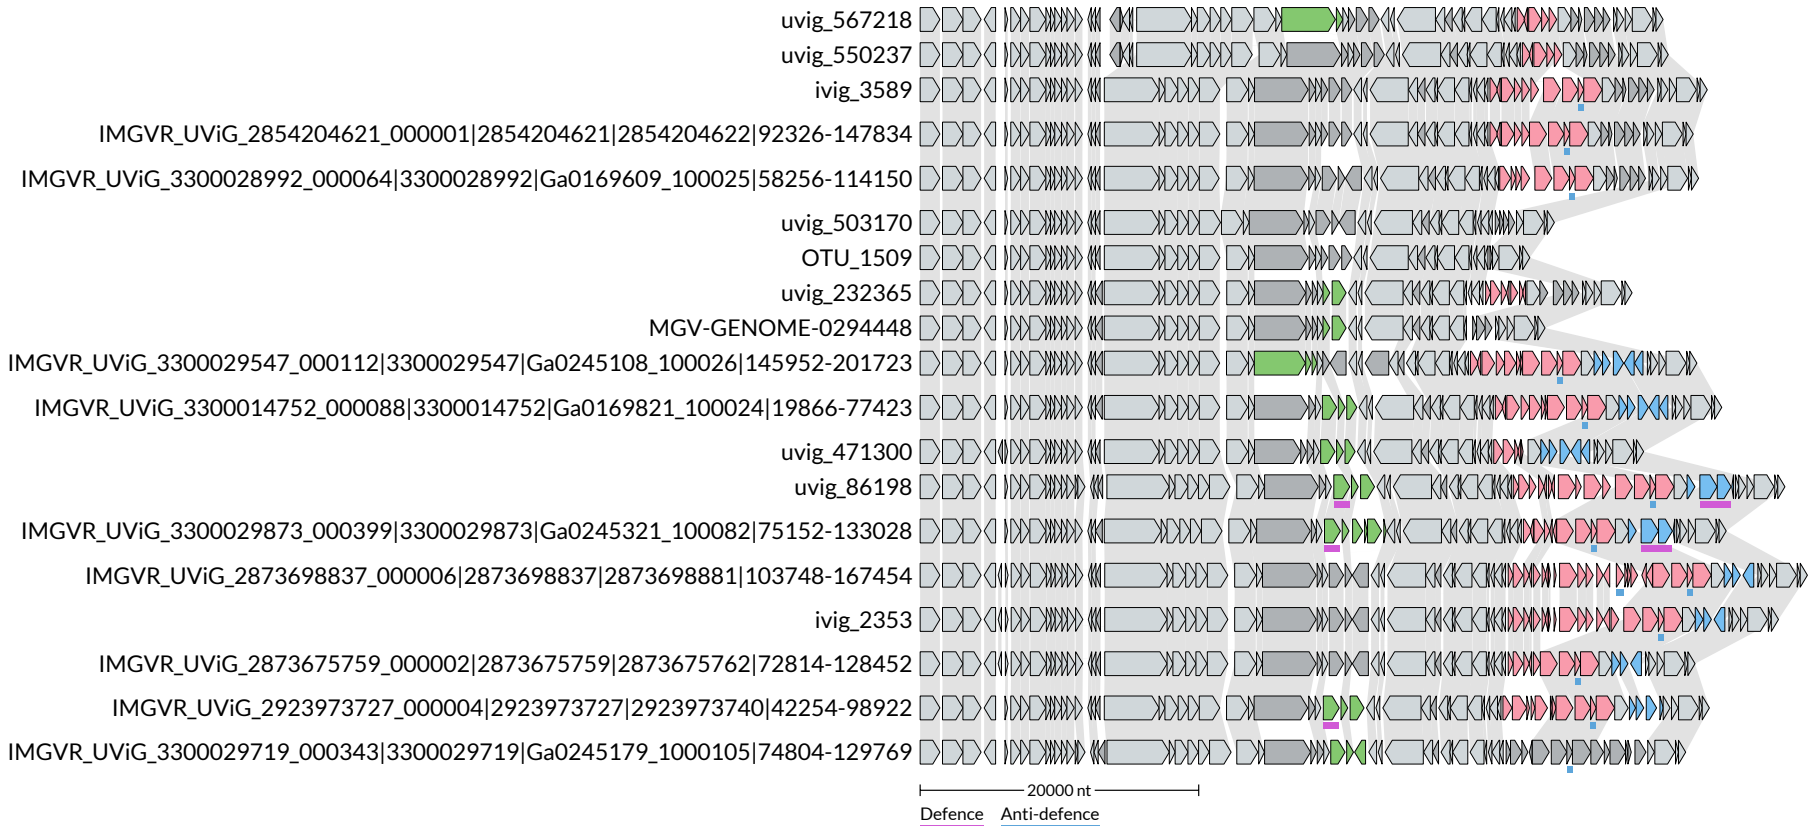 uvig_567218
uvig_550237
ivig_3589
IMGVR_UViG_2854204621_000001|2854204621|2854204622|92326-147834
IMGVR_UViG_3300028992_000064|3300028992|Ga0169609_100025|58256-114150
uvig_503170
OTU_1509
uvig_232365
MGV-GENOME-0294448
IMGVR_UViG_3300029547_000112|3300029547|Ga0245108_100026|145952-201723
IMGVR_UViG_3300014752_000088|3300014752|Ga0169821_100024|19866-77423
uvig_471300
uvig_86198
IMGVR_UViG_3300029873_000399|3300029873|Ga0245321_100082|75152-133028
IMGVR_UViG_2873698837_000006|2873698837|2873698881|103748-167454
ivig_2353
IMGVR_UViG_2873675759_000002|2873675759|2873675762|72814-128452
IMGVR_UViG_2923973727_000004|2923973727|2923973740|42254-98922
IMGVR_UViG_3300029719_000343|3300029719|Ga0245179_1000105|74804-129769
20000 nt
Defence Anti-defence